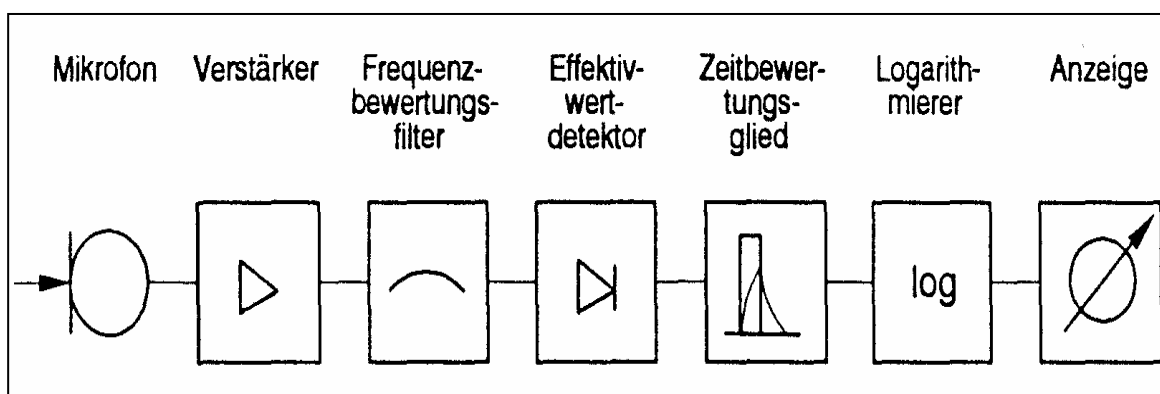 Mikrofon
Verstärker
Frequenz-
bewertungs-
filter
Effektiv-
wert-
detektor
Zeitbewer-
tungs-
glied
Logarith-
mierer
Anzeige
log